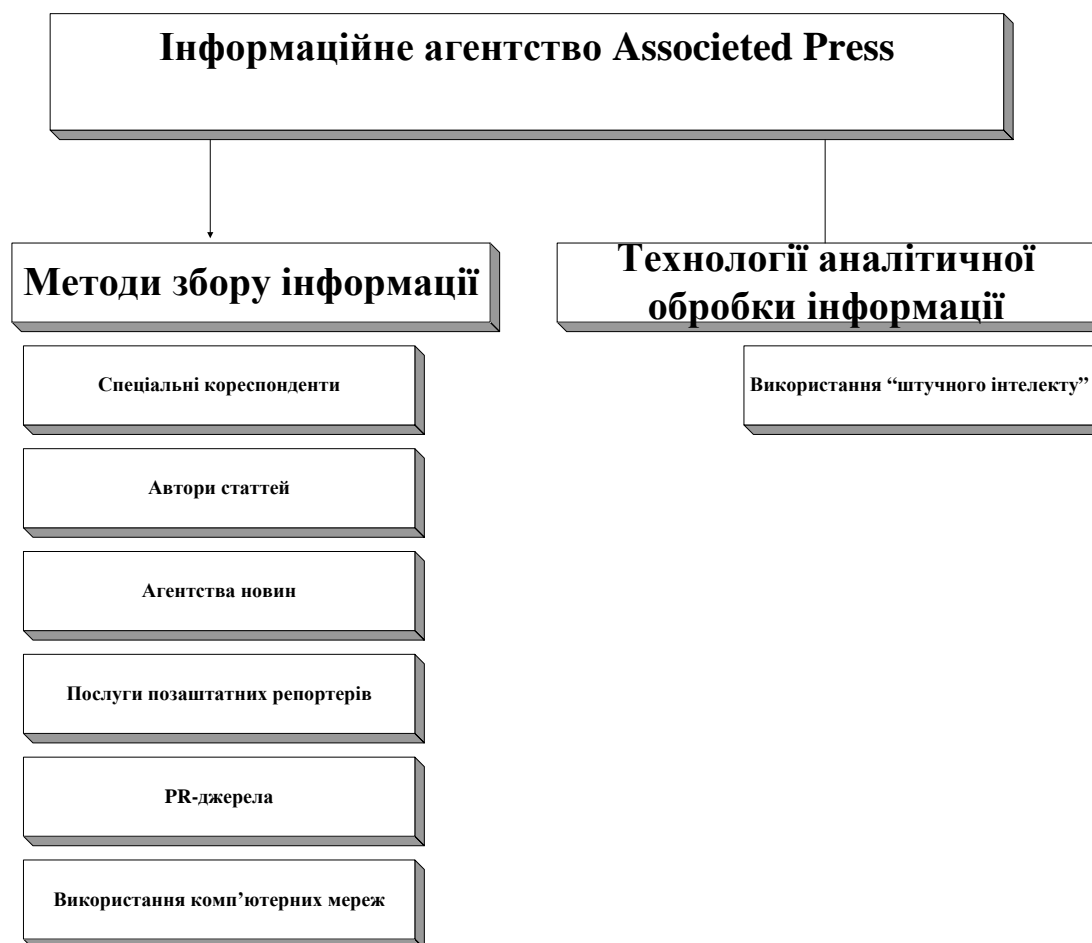 Інформаційне агентство Associeted Press
Методи збору інформації
Технології аналітичної
обробки інформації
Спеціальні кореспонденти
Використання “штучного інтелекту”
Автори статтей
Агентства новин
Послуги позаштатних репортерів
PR-джерела
Використання комп’ютерних мереж